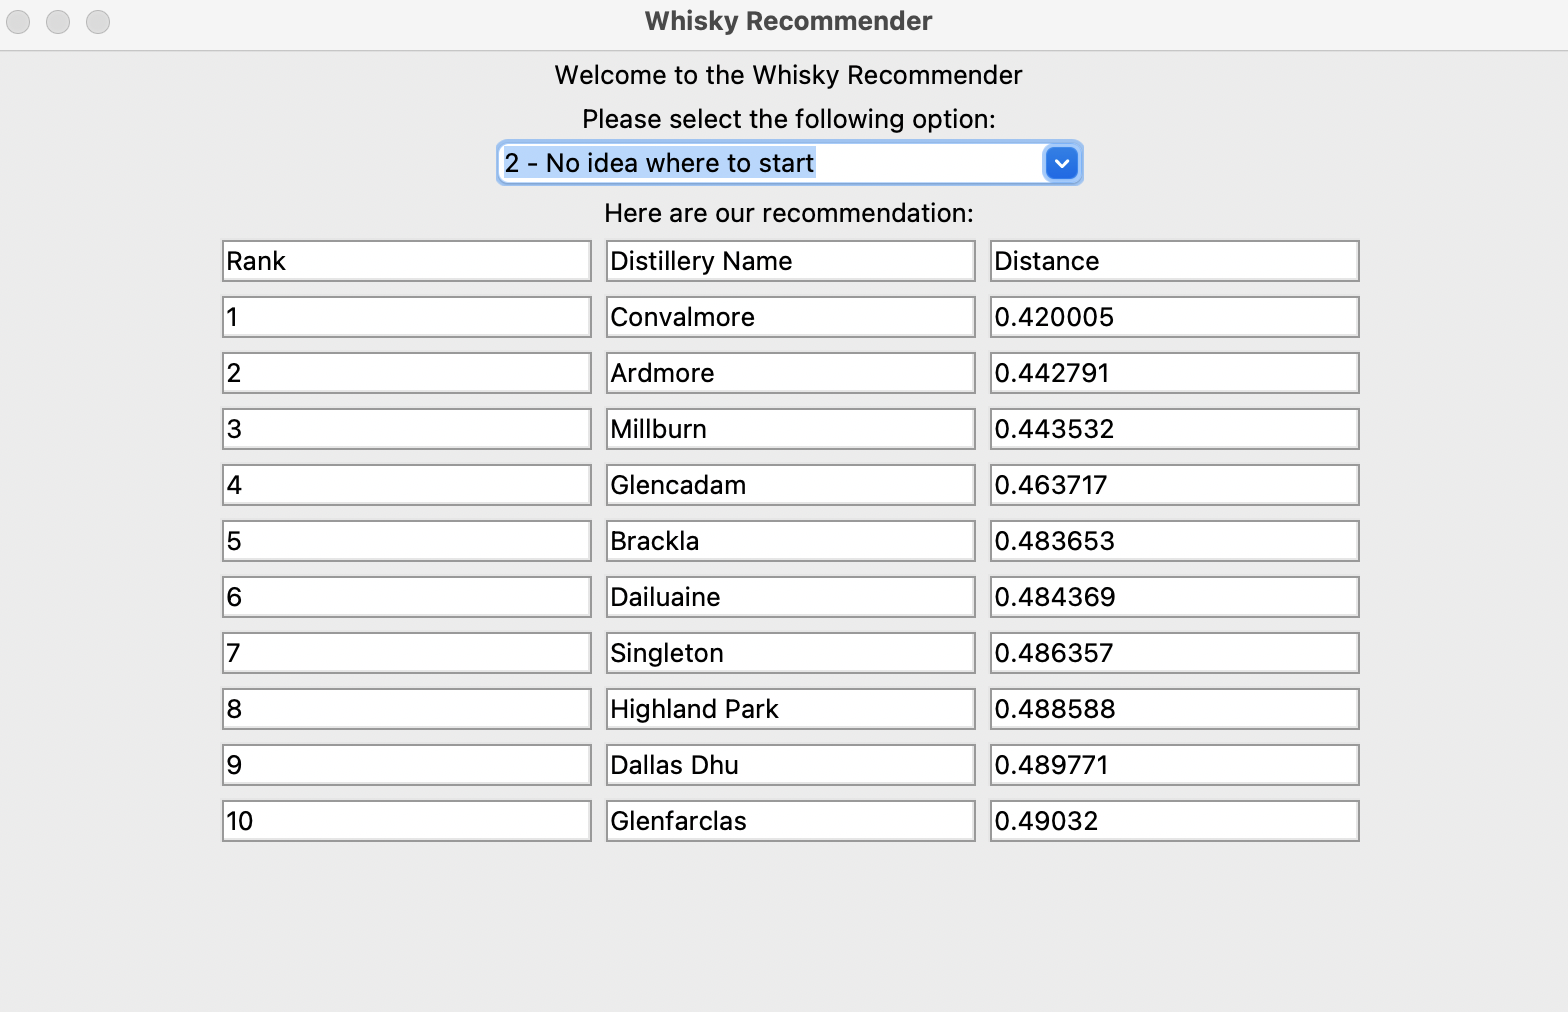 Whisky Recommender
Welcome to the Whisky Recommender
Please select the following option:
2 - No idea where to start
Here are our recommendation:
Rank Distillery Name Distance
1 Convalmore 0.420005
2 Ardmore 0.442791
3 Millburn 0.443532
4 Glencadam 0.463717
5 Brackla 0.483653
6 Dailuaine 0.484369
7 Singleton 0.486357
8 Highland Park 0.488588
9 Dallas Dhu 0.489771
10 Glenfarclas 0.49032